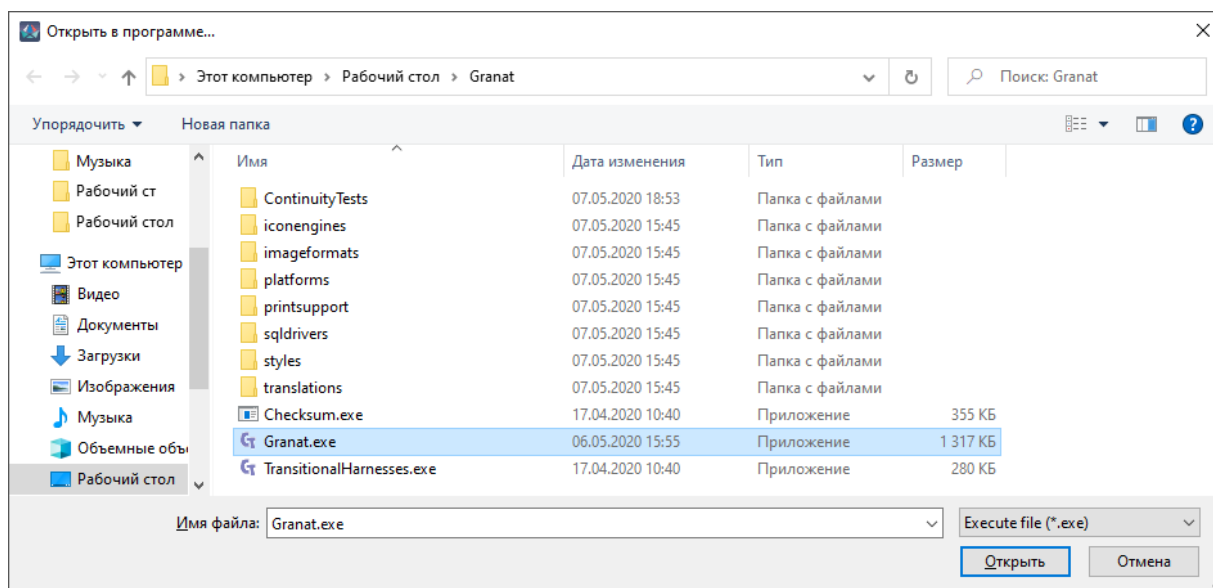 Открыть в программе...
Этот компьютер › Рабочий стол › Granat
Поиск: Granat
Упорядочить
Новая папка
Музыка
Рабочий ст
Рабочий стол
Этот компьютер
Видео
Документы
Загрузки
Изображения
Музыка
Объемные объ
Рабочий стол
Имя Дата изменения Тип Размер
ContinuityTests 07.05.2020 18:53 Папка с файлами
iconengines 07.05.2020 15:45 Папка с файлами
imageformats 07.05.2020 15:45 Папка с файлами
platforms 07.05.2020 15:45 Папка с файлами
printsupport 07.05.2020 15:45 Папка с файлами
sqldrivers 07.05.2020 15:45 Папка с файлами
styles 07.05.2020 15:45 Папка с файлами
translations 07.05.2020 15:45 Папка с файлами
Checksum.exe 17.04.2020 10:40 Приложение 355 КБ
Granat.exe 06.05.2020 15:55 Приложение 1 317 КБ
TransitionalHarnesses.exe 17.04.2020 10:40 Приложение 280 КБ
Имя файла: Granat.exe
Execute file (*.exe)
Открыть
Отмена